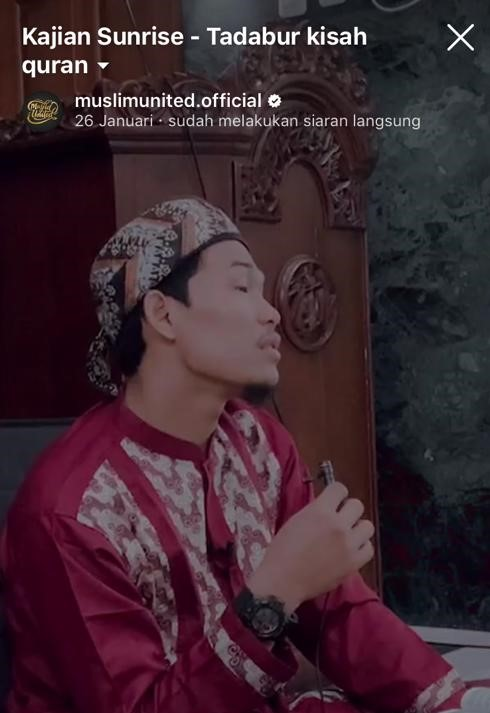 Kajian Sunrise - Tadabur kisah
quran
muslimunited.official
26 Januari · sudah melakukan siaran langsung